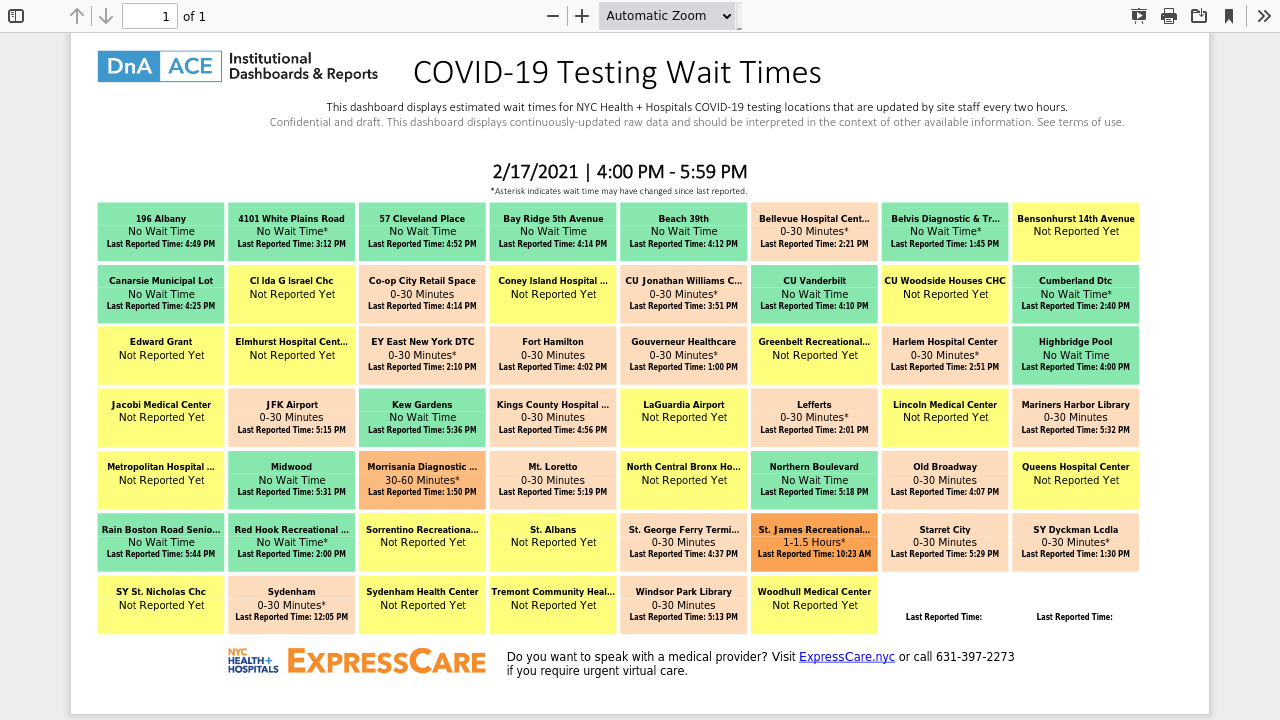 1 of 1 Automatic Zoom
DnA ACE Institutional Dashboards & Reports
COVID-19 Testing Wait Times
This dashboard displays estimated wait times for NYC Health + Hospitals COVID-19 testing locations that are updated by site staff every two hours.
Confidential and draft. This dashboard displays continuously-updated raw data and should be interpreted in the context of other available information. See terms of use.
2/17/2021 | 4:00 PM - 5:59 PM
*Asterisk indicates wait time may have changed since last reported.
196 Albany
No Wait Time
Last Reported Time: 4:49 PM
4101 White Plains Road
No Wait Time*
Last Reported Time: 3:12 PM
57 Cleveland Place
No Wait Time
Last Reported Time: 4:52 PM
Bay Ridge 5th Avenue
No Wait Time
Last Reported Time: 4:14 PM
Beach 39th
No Wait Time
Last Reported Time: 4:12 PM
Bellevue Hospital Cent...
0-30 Minutes*
Last Reported Time: 2:21 PM
Belvis Diagnostic & Tr...
No Wait Time*
Last Reported Time: 1:45 PM
Bensonhurst 14th Avenue
Not Reported Yet
Canarsie Municipal Lot
No Wait Time
Last Reported Time: 4:25 PM
Cl Ida G Israel Chc
Not Reported Yet
Co-op City Retail Space
0-30 Minutes
Last Reported Time: 4:14 PM
Coney Island Hospital ...
Not Reported Yet
CU Jonathan Williams C...
0-30 Minutes*
Last Reported Time: 3:51 PM
CU Vanderbilt
No Wait Time
Last Reported Time: 4:10 PM
CU Woodside Houses CHC
Not Reported Yet
Cumberland Dtc
No Wait Time*
Last Reported Time: 2:40 PM
Edward Grant
Not Reported Yet
Elmhurst Hospital Cent...
Not Reported Yet
EY East New York DTC
0-30 Minutes*
Last Reported Time: 2:10 PM
Fort Hamilton
0-30 Minutes
Last Reported Time: 4:02 PM
Gouverneur Healthcare
0-30 Minutes*
Last Reported Time: 1:00 PM
Greenbelt Recreational...
Not Reported Yet
Harlem Hospital Center
0-30 Minutes*
Last Reported Time: 2:51 PM
Highbridge Pool
No Wait Time
Last Reported Time: 4:00 PM
Jacobi Medical Center
Not Reported Yet
JFK Airport
0-30 Minutes
Last Reported Time: 5:15 PM
Kew Gardens
No Wait Time
Last Reported Time: 5:36 PM
Kings County Hospital ...
0-30 Minutes
Last Reported Time: 4:56 PM
LaGuardia Airport
Not Reported Yet
Lefferts
0-30 Minutes*
Last Reported Time: 2:01 PM
Lincoln Medical Center
Not Reported Yet
Mariners Harbor Library
0-30 Minutes
Last Reported Time: 5:32 PM
Metropolitan Hospital ...
Not Reported Yet
Midwood
No Wait Time
Last Reported Time: 5:31 PM
Morrisania Diagnostic ...
30-60 Minutes*
Last Reported Time: 1:50 PM
Mt. Loretto
0-30 Minutes
Last Reported Time: 5:19 PM
North Central Bronx Ho...
Not Reported Yet
Northern Boulevard
No Wait Time
Last Reported Time: 5:18 PM
Old Broadway
0-30 Minutes
Last Reported Time: 4:07 PM
Queens Hospital Center
Not Reported Yet
Rain Boston Road Senio...
No Wait Time
Last Reported Time: 5:44 PM
Red Hook Recreational ...
No Wait Time*
Last Reported Time: 2:00 PM
Sorrentino Recreationa...
Not Reported Yet
St. Albans
Not Reported Yet
St. George Ferry Termi...
0-30 Minutes
Last Reported Time: 4:37 PM
St. James Recreational...
1-1.5 Hours*
Last Reported Time: 10:23 AM
Starret City
0-30 Minutes
Last Reported Time: 5:29 PM
SY Dyckman Lcdla
0-30 Minutes*
Last Reported Time: 1:30 PM
SY St. Nicholas Chc
Not Reported Yet
Sydenham
0-30 Minutes*
Last Reported Time: 12:05 PM
Sydenham Health Center
Not Reported Yet
Tremont Community Heal...
Not Reported Yet
Windsor Park Library
0-30 Minutes
Last Reported Time: 5:13 PM
Woodhull Medical Center
Not Reported Yet
Last Reported Time:
Last Reported Time:
NYC HEALTH+ HOSPITALS
EXPRESSCARE
Do you want to speak with a medical provider? Visit ExpressCare.nyc or call 631-397-2273
if you require urgent virtual care.